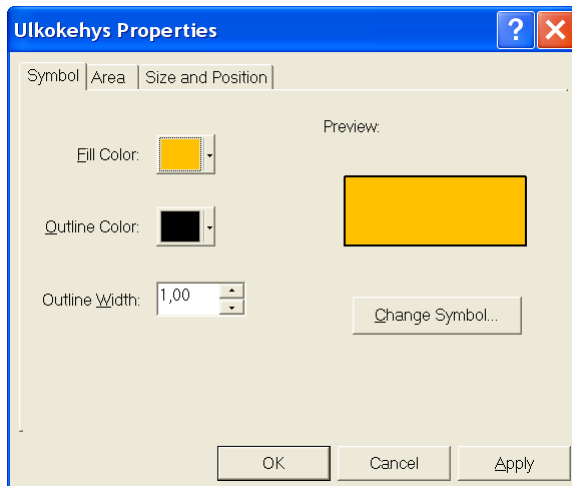 Ulkokehys Properties
?
Symbol Area Size and Position
Preview:
Fill Color:
Outline Color:
Outline Width: 1,00
Change Symbol...
OK Cancel Apply